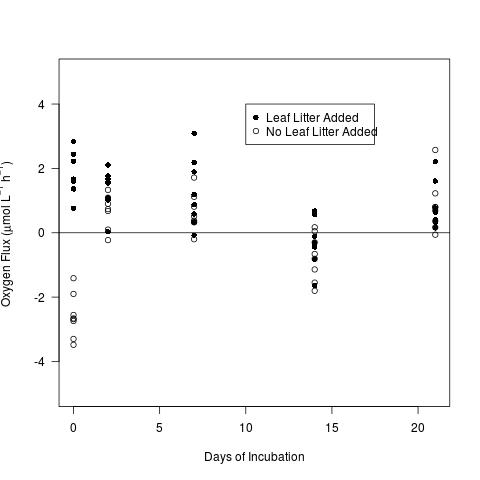 4
2
0
-2
-4
Oxygen Flux (μmol L⁻¹ h⁻¹)
Leaf Litter Added
No Leaf Litter Added
0 5 10 15 20
Days of Incubation